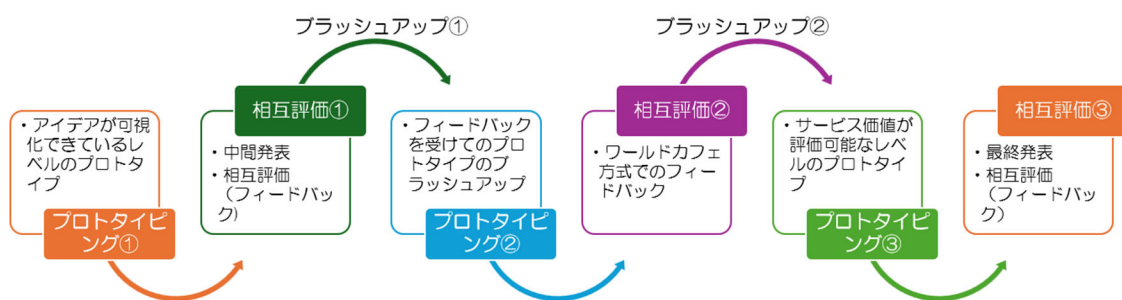 ブラッシュアップ①
ブラッシュアップ②
・アイデアが可視
化できているレ
ベルのプロトタ
イプ
プロトタイピ
ング①
相互評価①
・中間発表
・相互評価
（フィードバッ
ク)
・フィードバック
を受けてのプロ
トタイプのブ
ラッシュアップ
プロトタイピ
ング②
相互評価②
・ワールドカフェ
方式でのフィー
ドバック
・サービス価値が
評価可能なレベ
ルのプロトタイ
プ
プロトタイピ
ング③
相互評価③
・最終発表
・相互評価
（フィードバッ
ク）